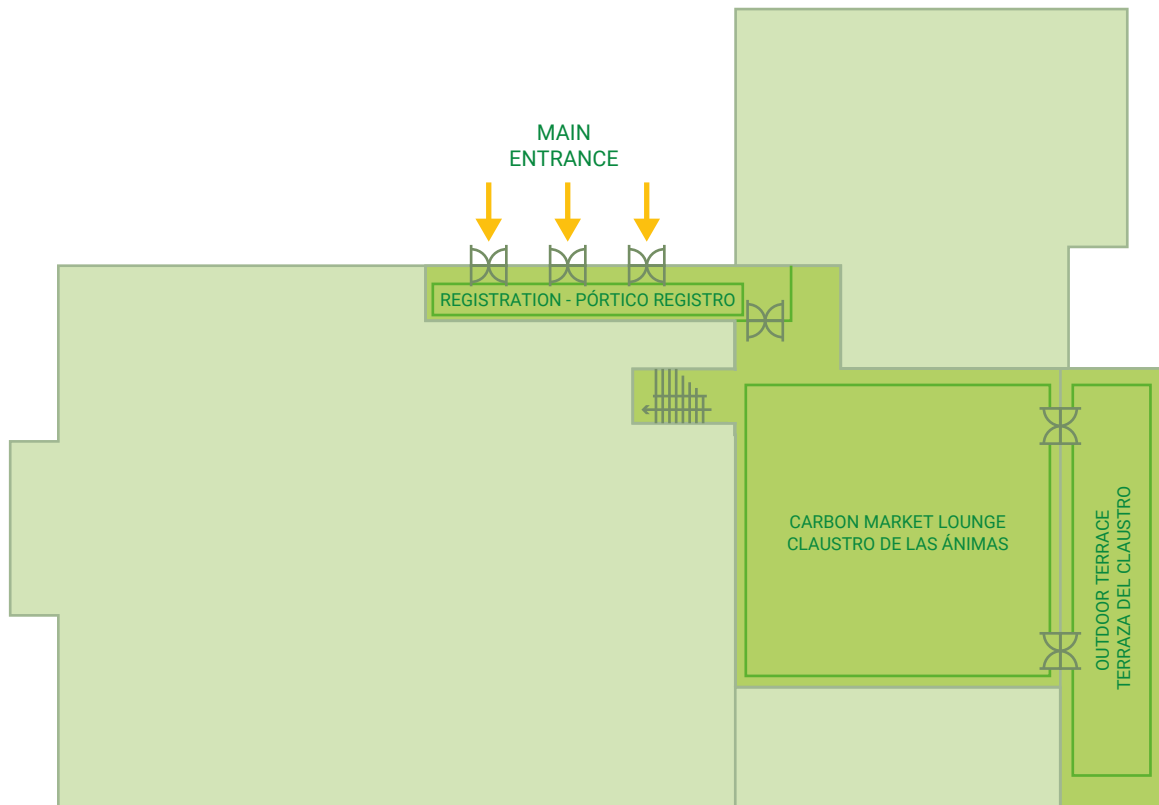 MAIN
ENTRANCE
REGISTRATION - PÓRTICO REGISTRO
CARBON MARKET LOUNGE
CLAUSTRO DE LAS ÁNIMAS
OUTDOOR TERRACE
TERRAZA DEL CLAUSTRO